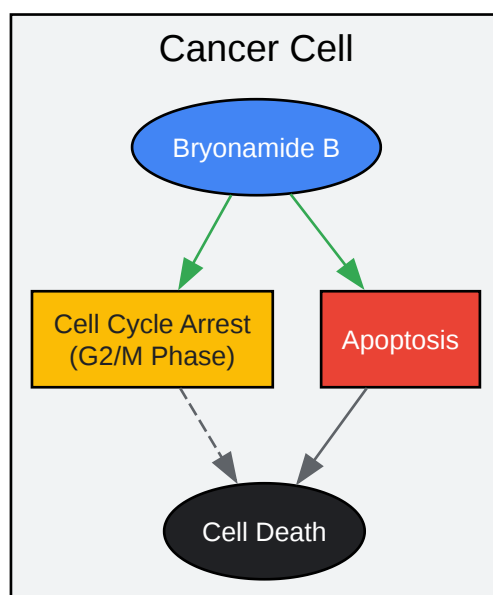 Cancer Cell
Bryonamide B
Cell Cycle Arrest
(G2/M Phase)
Apoptosis
Cell Death